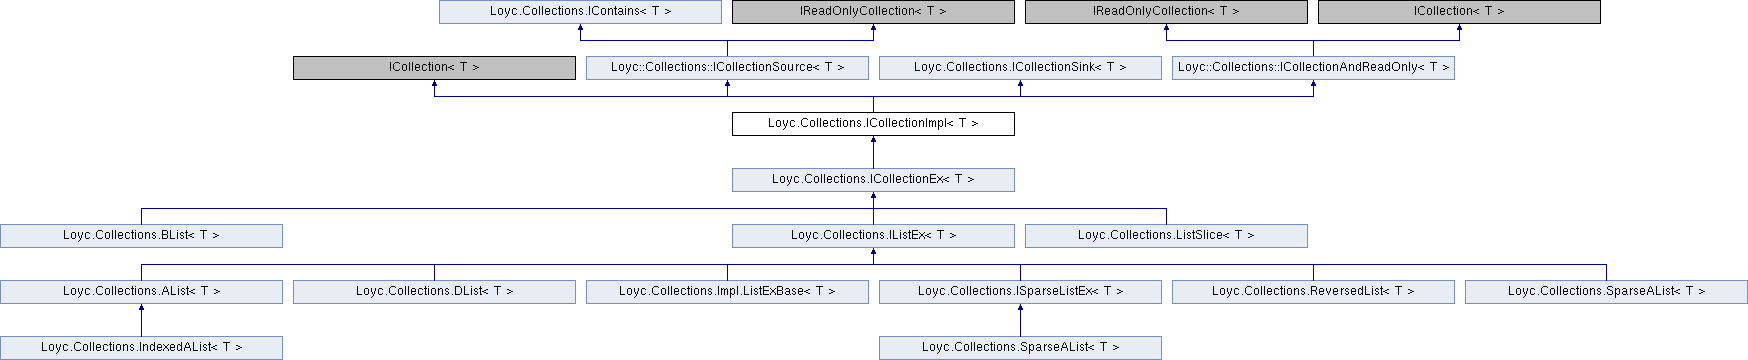 Loyc.Collections.IContains< T >
IReadOnlyCollection< T >
IReadOnlyCollection< T >
ICollection< T >
ICollection< T >
Loyc::Collections::ICollectionSource< T >
Loyc.Collections.ICollectionSink< T >
Loyc::Collections::ICollectionAndReadOnly< T >
Loyc.Collections.ICollectionImpl< T >
Loyc.Collections.ICollectionEx< T >
Loyc.Collections.BList< T >
Loyc.Collections.IListEx< T >
Loyc.Collections.ListSlice< T >
Loyc.Collections.AList< T >
Loyc.Collections.DList< T >
Loyc.Collections.Impl.ListExBase< T >
Loyc.Collections.ISparseListEx< T >
Loyc.Collections.ReversedList< T >
Loyc.Collections.SparseAList< T >
Loyc.Collections.IndexedAList< T >
Loyc.Collections.SparseAList< T >